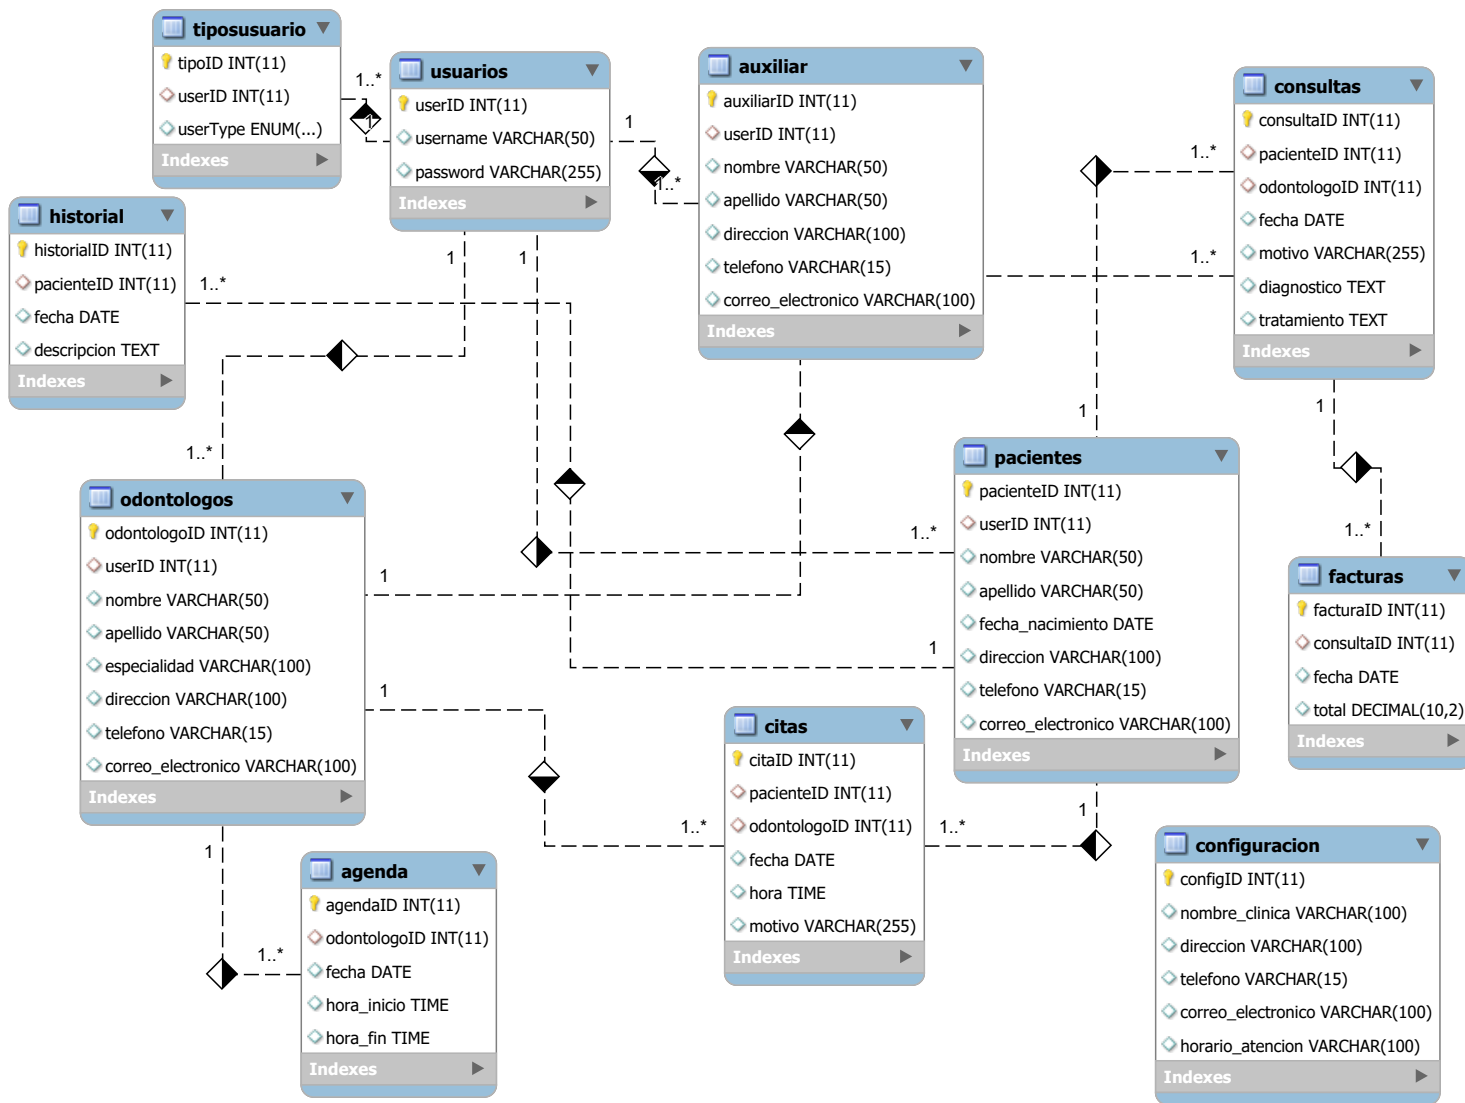 tiposusuario
tipoID INT(11)
userID INT(11)
userType ENUM(...)
Indexes
usuarios
userID INT(11)
username VARCHAR(50)
password VARCHAR(255)
Indexes
auxiliar
auxiliarID INT(11)
userID INT(11)
nombre VARCHAR(50)
apellido VARCHAR(50)
direccion VARCHAR(100)
telefono VARCHAR(15)
correo_electronico VARCHAR(100)
Indexes
consultas
consultaID INT(11)
pacienteID INT(11)
odontologoID INT(11)
fecha DATE
motivo VARCHAR(255)
diagnostico TEXT
tratamiento TEXT
Indexes
historial
historialID INT(11)
pacienteID INT(11)
fecha DATE
descripcion TEXT
Indexes
1..*
1
1
1..*
1..*
1..*
1..*
1
1
1
1
1..*
1..*
1..*
odontologos
odontologoID INT(11)
userID INT(11)
nombre VARCHAR(50)
apellido VARCHAR(50)
especialidad VARCHAR(100)
direccion VARCHAR(100)
telefono VARCHAR(15)
correo_electronico VARCHAR(100)
Indexes
pacientes
pacienteID INT(11)
userID INT(11)
nombre VARCHAR(50)
apellido VARCHAR(50)
fecha_nacimiento DATE
direccion VARCHAR(100)
telefono VARCHAR(15)
correo_electronico VARCHAR(100)
Indexes
facturas
facturaID INT(11)
consultaID INT(11)
fecha DATE
total DECIMAL(10,2)
Indexes
1
1
1
1..*
1..*
1
1
1..*
citas
citaID INT(11)
pacienteID INT(11)
odontologoID INT(11)
fecha DATE
hora TIME
motivo VARCHAR(255)
Indexes
agenda
agendaID INT(11)
odontologoID INT(11)
fecha DATE
hora_inicio TIME
hora_fin TIME
Indexes
configuracion
configID INT(11)
nombre_clinica VARCHAR(100)
direccion VARCHAR(100)
telefono VARCHAR(15)
correo_electronico VARCHAR(100)
horario_atencion VARCHAR(100)
Indexes